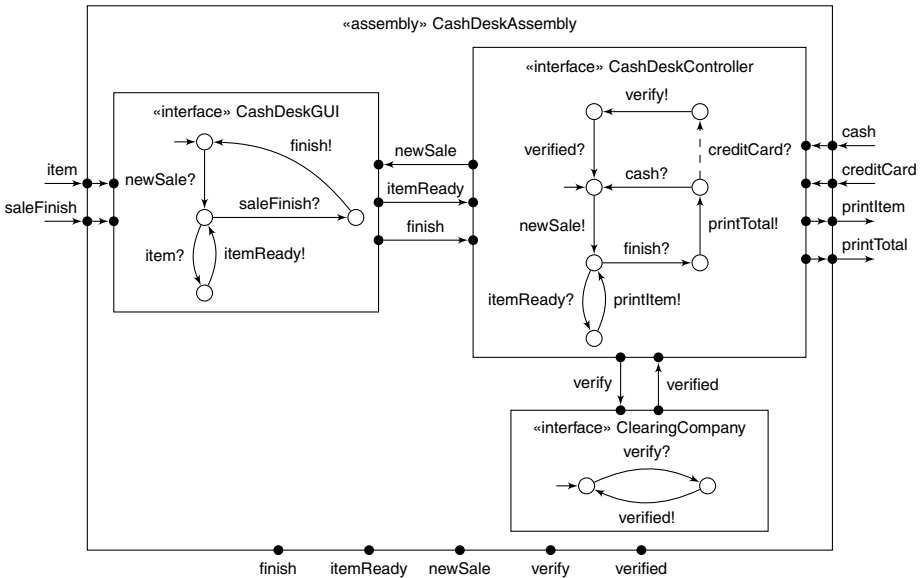 «assembly» CashDeskAssembly
«interface» CashDeskController
«interface» CashDeskGUI
verify!
finish!
newSale
cash
verified?
creditCard?
item
newSale?
cash?
creditCard
itemReady
saleFinish
saleFinish?
printItem
newSale!
printTotal!
finish
finish?
printTotal
item?
itemReady!
itemReady?
printItem!
verify
verified
«interface» ClearingCompany
verify?
verified!
finish
itemReady
newSale
verify
verified